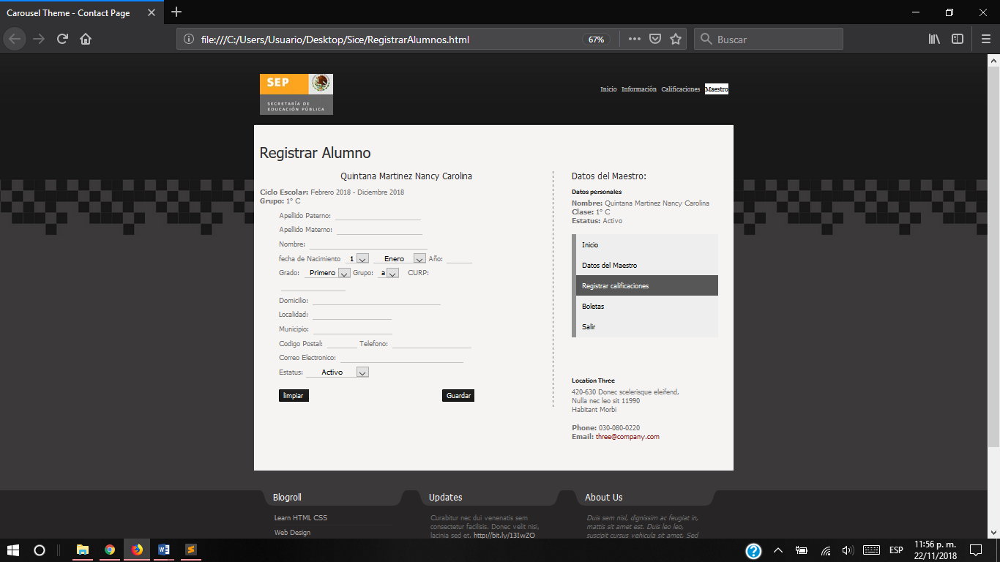 Carousel Theme - Contact Page
file:///C:/Users/Usuario/Desktop/Sice/RegistrarAlumnos.html 67% Buscar
SEP
SECRETARÍA DE
EDUCACIÓN PÚBLICA
Inicio Información Calificaciones Maestro
Registrar Alumno
Quintana Martinez Nancy Carolina
Ciclo Escolar: Febrero 2018 - Diciembre 2018
Grupo: 1° C
Apellido Paterno:
Apellido Materno:
Nombre:
fecha de Nacimiento 1 Enero Año:
Grado: Primero Grupo: a CURP:
Domicilio:
Localidad:
Municipio:
Codigo Postal: Telefono:
Correo Electronico:
Estatus: Activo
limpiar Guardar
Datos del Maestro:
Datos personales
Nombre: Quintana Martinez Nancy Carolina
Clase: 1° C
Estatus: Activo
Inicio
Datos del Maestro
Registrar calificaciones
Boletas
Salir
Location Three
420-630 Donec scelerisque eleifend,
Nulla nec leo sit 11990
Habitant Morbi
Phone: 030-080-0220
Email: three@company.com
Blogroll
Learn HTML CSS
Web Design
Updates
Curabitur nec dui venenatis sem
consectetur facilisis. Donec velit nisi,
lacinia sed et. http://bit.ly/13IwZO
About Us
Duis sem nisl, dignissim ac feugiat in,
mattis sit amet est. Duis leo leo,
suscipit cursus vehicula sit amet. Sed
ESP
11:56 p. m.
22/11/2018